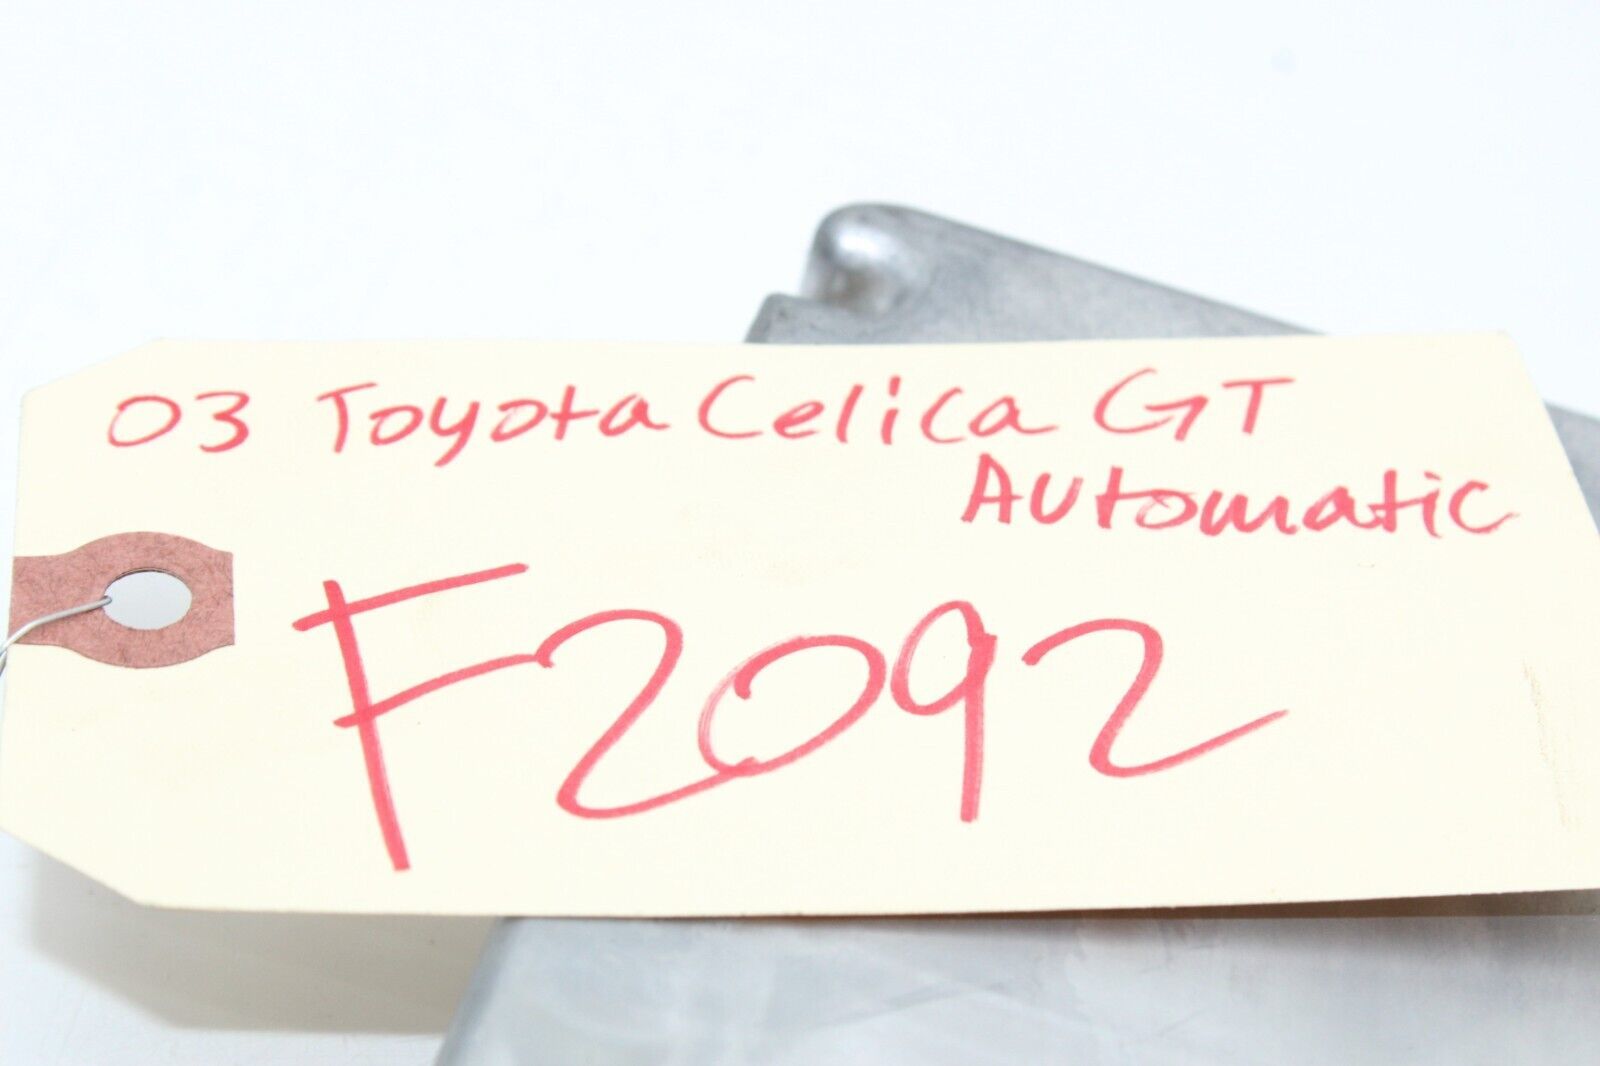 03 Toyota Celica GT
Automatic
F2092